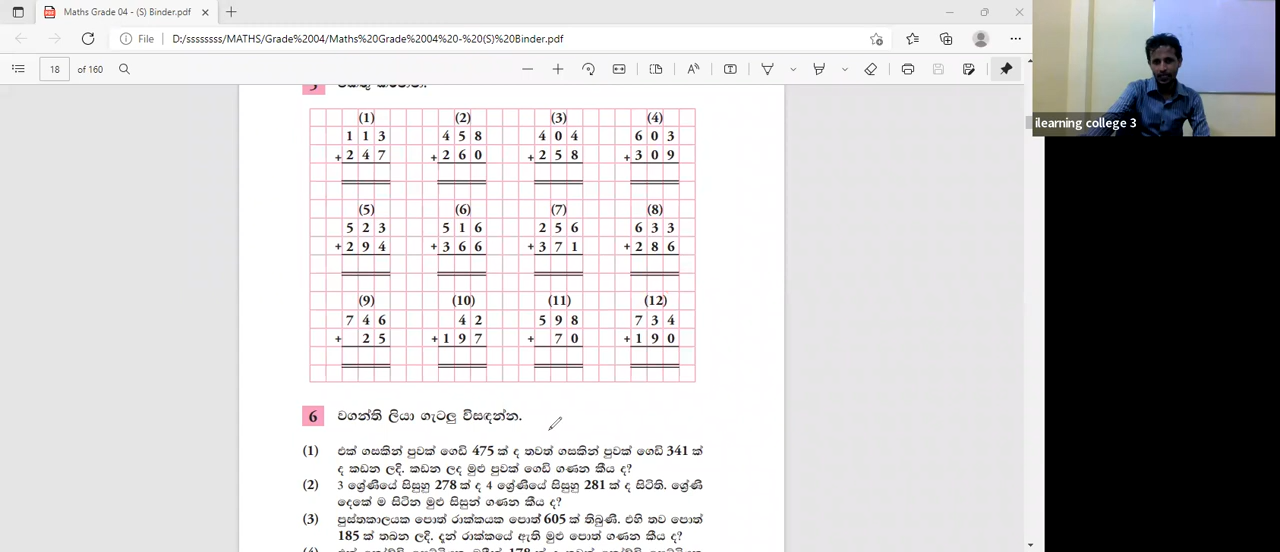 Maths Grade 04 - (S) Binder.pdf
File D:/ssssssss/MATHS/Grade%2004/Maths%20Grade%2004%20-%20(S)%20Binder.pdf
18 of 160
ilearning college 3
(1) (2) (3) (4)
1 1 3 4 5 8 4 0 4 6 0 3
+ 2 4 7 + 2 6 0 + 2 5 8 + 3 0 9
(5) (6) (7) (8)
5 2 3 5 1 6 2 5 6 6 3 3
+ 2 9 4 + 3 6 6 + 3 7 1 + 2 8 6
(9) (10) (11) (12)
7 4 6 4 2 5 9 8 7 3 4
+ 2 5 + 1 9 7 + 7 0 + 1 9 0
6 වගන්ති ලියා ගැටලු විසඳන්න.
(1) එක් ගසකින් පුවක් ගෙඩි 475 ක් ද තවත් ගසකින් පුවක් ගෙඩි 341 ක්
ද කඩන ලදි. කඩන ලද මුළු පුවක් ගෙඩි ගණන කීය ද?
(2) 3 ශ්‍රේණියේ සිසුහු 278 ක් ද 4 ශ්‍රේණියේ සිසුහු 281 ක් ද සිටිති. ශ්‍රේණි
දෙකේ ම සිටින මුළු සිසුන් ගණන කීය ද?
(3) පුස්තකාලයක පොත් රාක්කයක පොත් 605 ක් තිබුණි. එහි තව පොත්
185 ක් තබන ලදි. දැන් රාක්කයේ ඇති මුළු පොත් ගණන කීය ද?